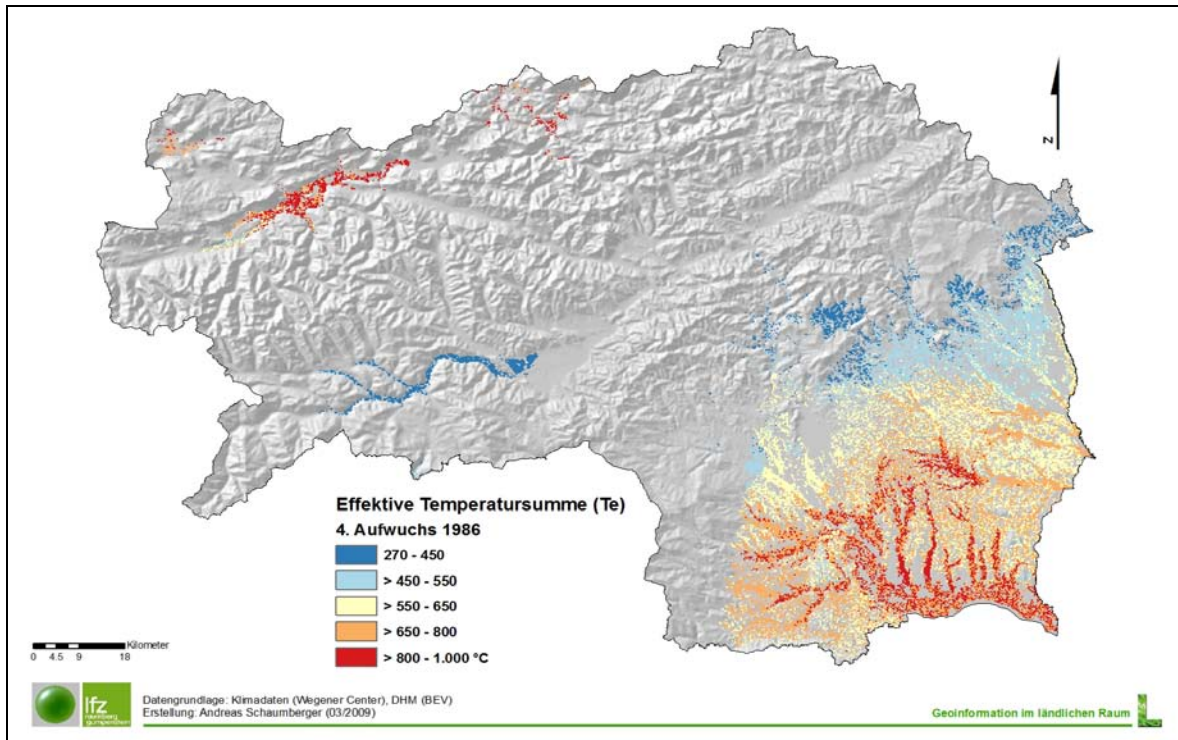 N
Effektive Temperatursumme (Te)
4. Aufwuchs 1986
270 - 450
> 450 - 550
> 550 - 650
> 650 - 800
> 800 - 1.000 °C
Kilometer
0 4.5 9 18
lfz
raumberg
gumpenstein
Datengrundlage: Klimadaten (Wegener Center), DHM (BEV)
Erstellung: Andreas Schaumberger (03/2009)
Geoinformation im ländlichen Raum